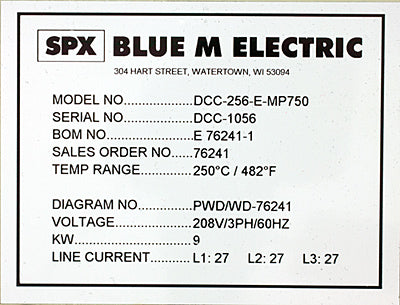 SPX BLUE M ELECTRIC
304 HART STREET, WATERTOWN, WI 53094
MODEL NO................DCC-256-E-MP750
SERIAL NO................DCC-1056
BOM NO....................E 76241-1
SALES ORDER NO......76241
TEMP RANGE.............250°C / 482°F
DIAGRAM NO..............PWD/WD-76241
VOLTAGE...................208V/3PH/60HZ
KW.............................9
LINE CURRENT...........L1: 27 L2: 27 L3: 27